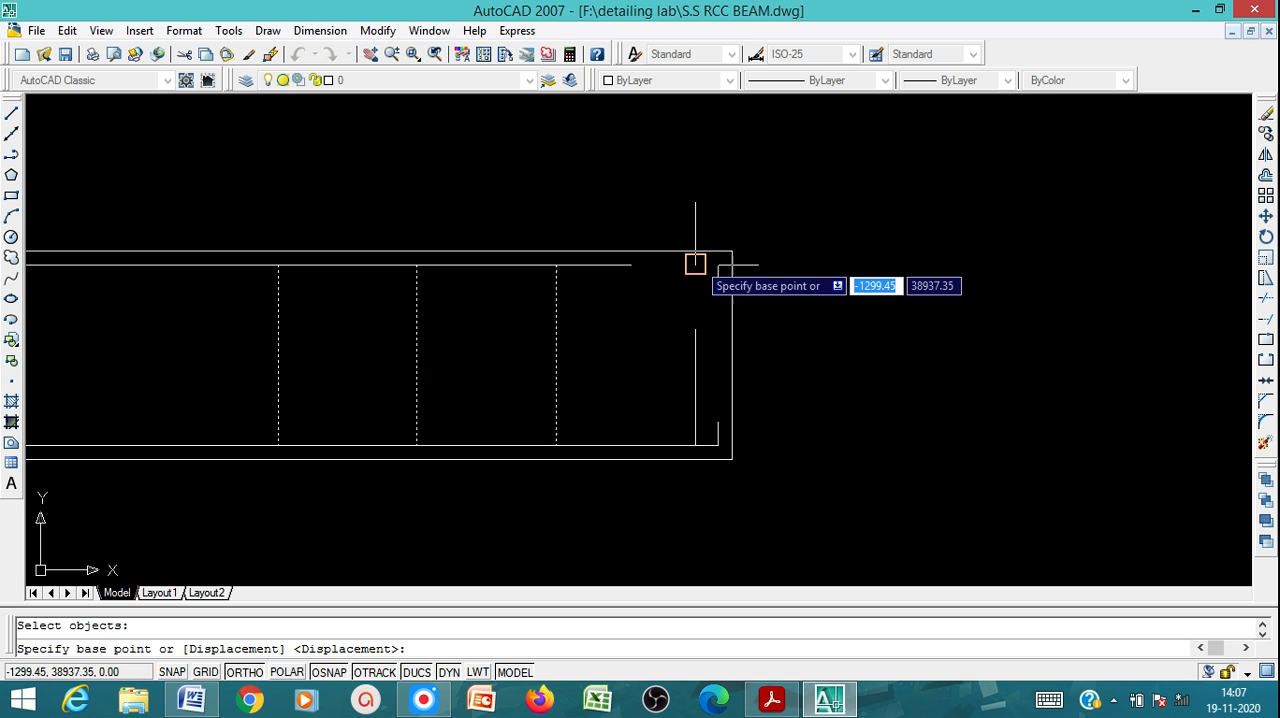 AutoCAD 2007 - [F:\detailing lab\S.S RCC BEAM.dwg]
File Edit View Insert Format Tools Draw Dimension Modify Window Help Express
Standard ISO-25 Standard
AutoCAD Classic 0 ByLayer ByLayer ByLayer ByColor
Specify base point or -1299.45 38937.35
Y
X
Model Layout1 Layout2
Select objects:
Specify base point or [Displacement] <Displacement>:
-1299.45, 38937.35, 0.00 SNAP GRID ORTHO POLAR OSNAP OTRACK DUCS DYN LWT MODEL
14:07
19-11-2020